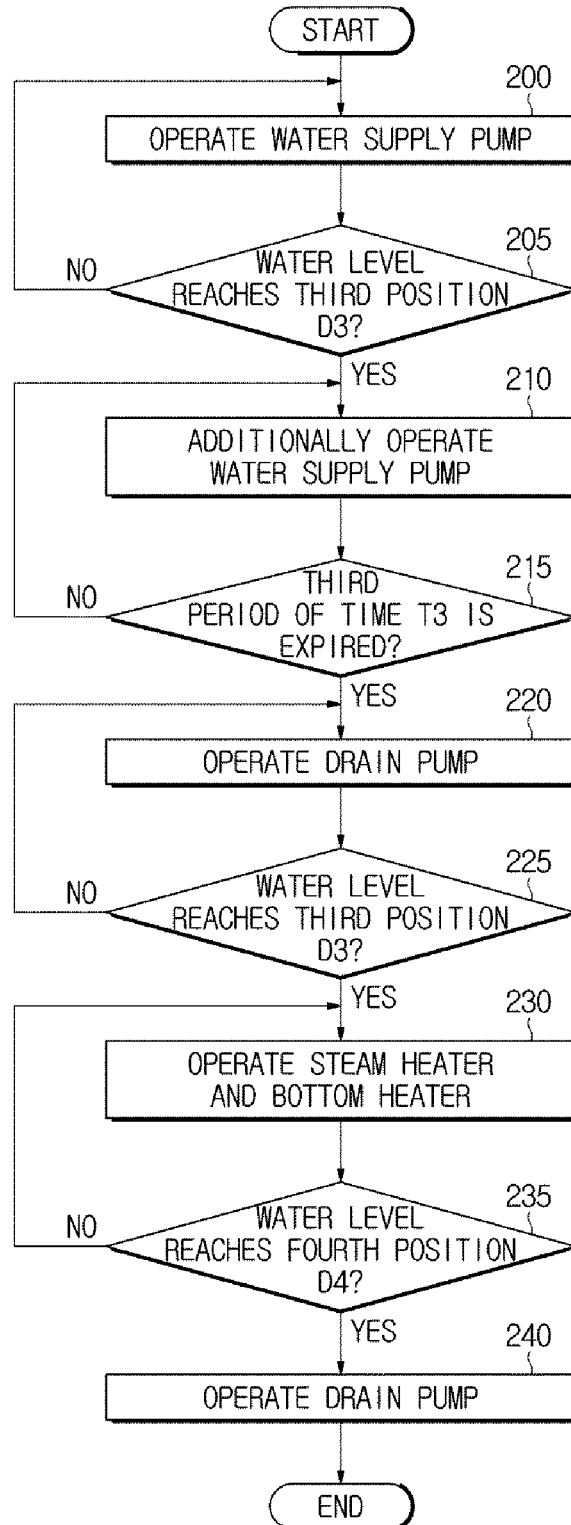 START
200
OPERATE WATER SUPPLY PUMP
205
WATER LEVEL
REACHES THIRD POSITION
D3?
NO
YES
210
ADDITIONALLY OPERATE
WATER SUPPLY PUMP
215
THIRD
PERIOD OF TIME T3 IS
EXPIRED?
NO
YES
220
OPERATE DRAIN PUMP
225
WATER LEVEL
REACHES THIRD POSITION
D3?
NO
YES
230
OPERATE STEAM HEATER
AND BOTTOM HEATER
235
WATER LEVEL
REACHES FOURTH POSITION
D4?
NO
YES
240
OPERATE DRAIN PUMP
END